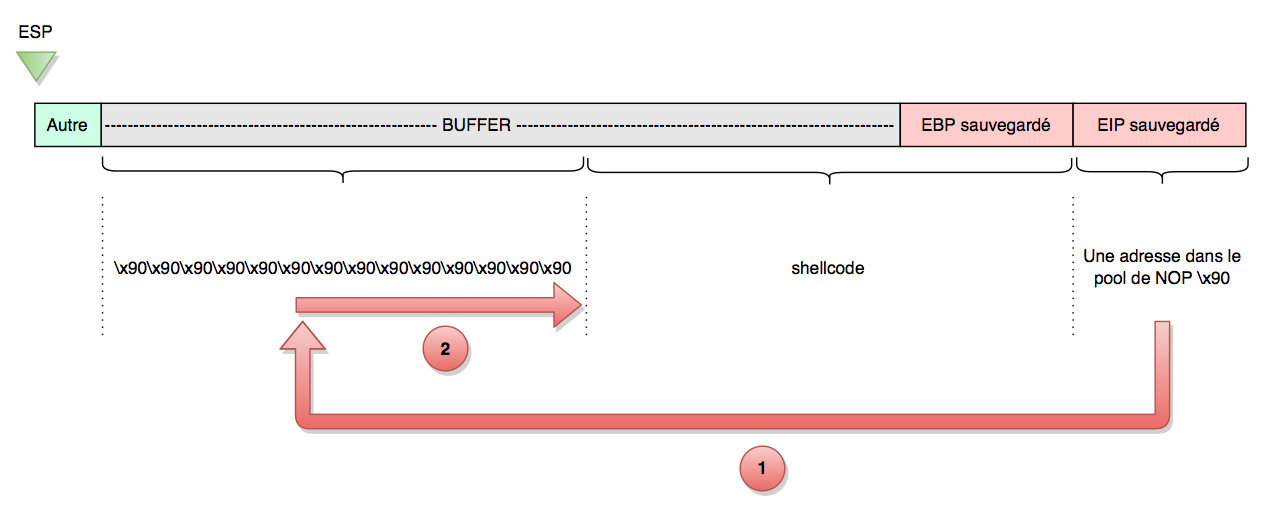 ESP
Autre
----------------------------------------------- BUFFER ------------------------------------------------------
EBP sauvegardé
EIP sauvegardé
\x90\x90\x90\x90\x90\x90\x90\x90\x90\x90\x90\x90\x90\x90
shellcode
Une adresse dans le
pool de NOP \x90
2
1